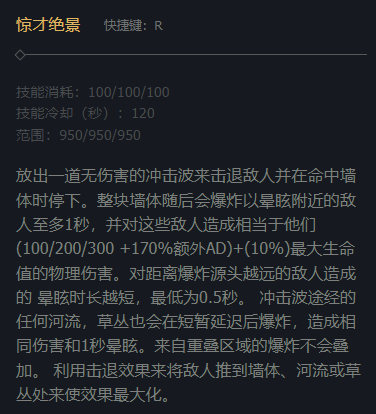 惊才绝景 快捷键：R
技能消耗：100/100/100
技能冷却（秒）：120
范围：950/950/950
放出一道无伤害的冲击波来击退敌人并在命中墙
体时停下。整块墙体随后会爆炸以晕眩附近的敌
人至多1秒，并对这些敌人造成相当于他们
(100/200/300 +170%额外AD)+(10%)最大生命
值的物理伤害。对距离爆炸源头越远的敌人造成
的 晕眩时长越短，最低为0.5秒。 冲击波途经的
任何河流，草丛也会在短暂延迟后爆炸，造成相
同伤害和1秒晕眩。来自重叠区域的爆炸不会叠
加。 利用击退效果来将敌人推到墙体、河流或草
丛处来使效果最大化。